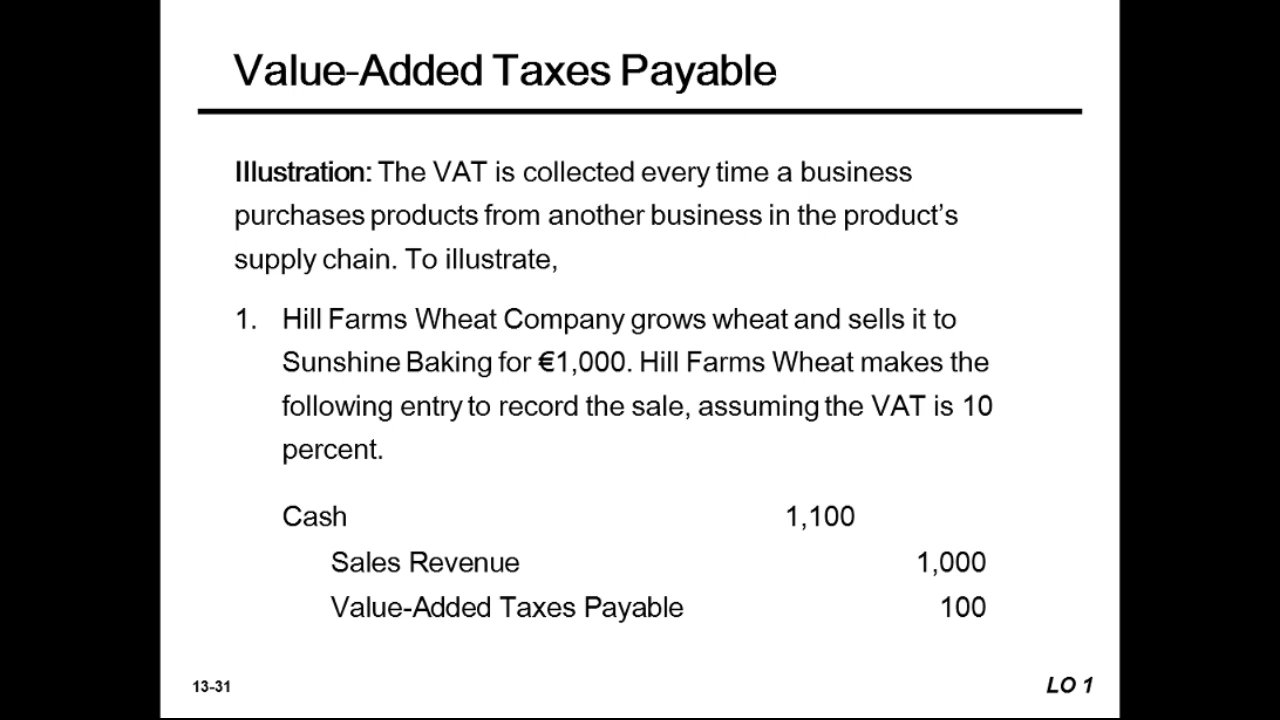 Value-Added Taxes Payable
Illustration: The VAT is collected every time a business
purchases products from another business in the product’s
supply chain. To illustrate,
1. Hill Farms Wheat Company grows wheat and sells it to
Sunshine Baking for €1,000. Hill Farms Wheat makes the
following entry to record the sale, assuming the VAT is 10
percent.
Cash 1,100
Sales Revenue 1,000
Value-Added Taxes Payable 100
13-31 LO 1